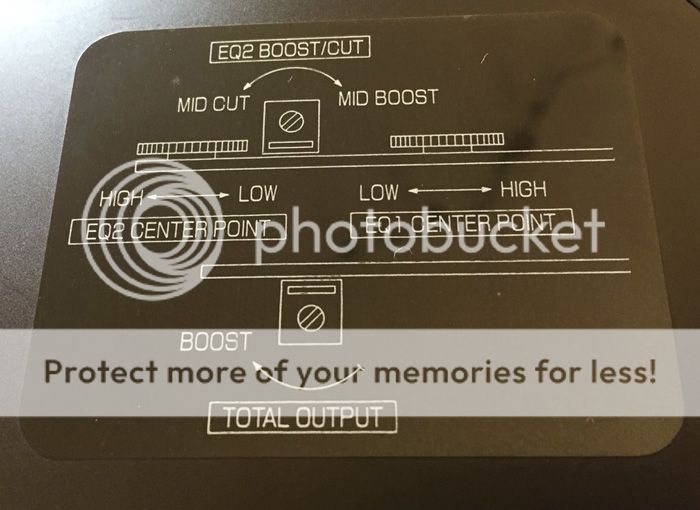 EQ2 BOOST/CUT
MID CUT MID BOOST
HIGH LOW LOW HIGH
EQ2 CENTER POINT EQ1 CENTER POINT
photobucket
BOOST
Protect more of your memories for less!
TOTAL OUTPUT